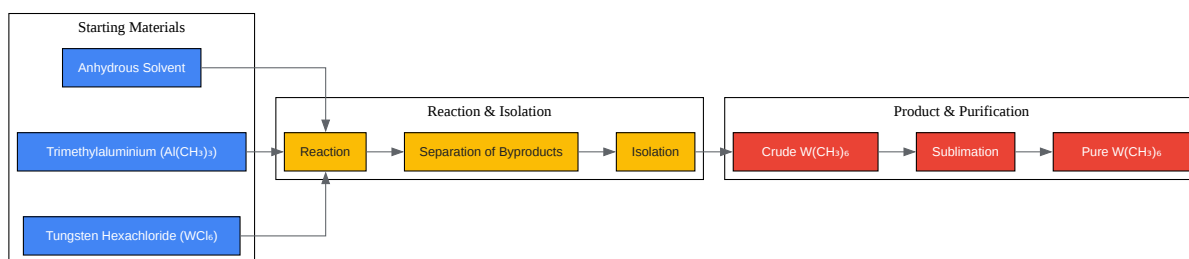 Starting Materials
Anhydrous Solvent
Trimethylaluminium (Al(CH₃)₃)
Tungsten Hexachloride (WCl₆)
Reaction & Isolation
Reaction
Separation of Byproducts
Isolation
Product & Purification
Crude W(CH₃)₆
Sublimation
Pure W(CH₃)₆